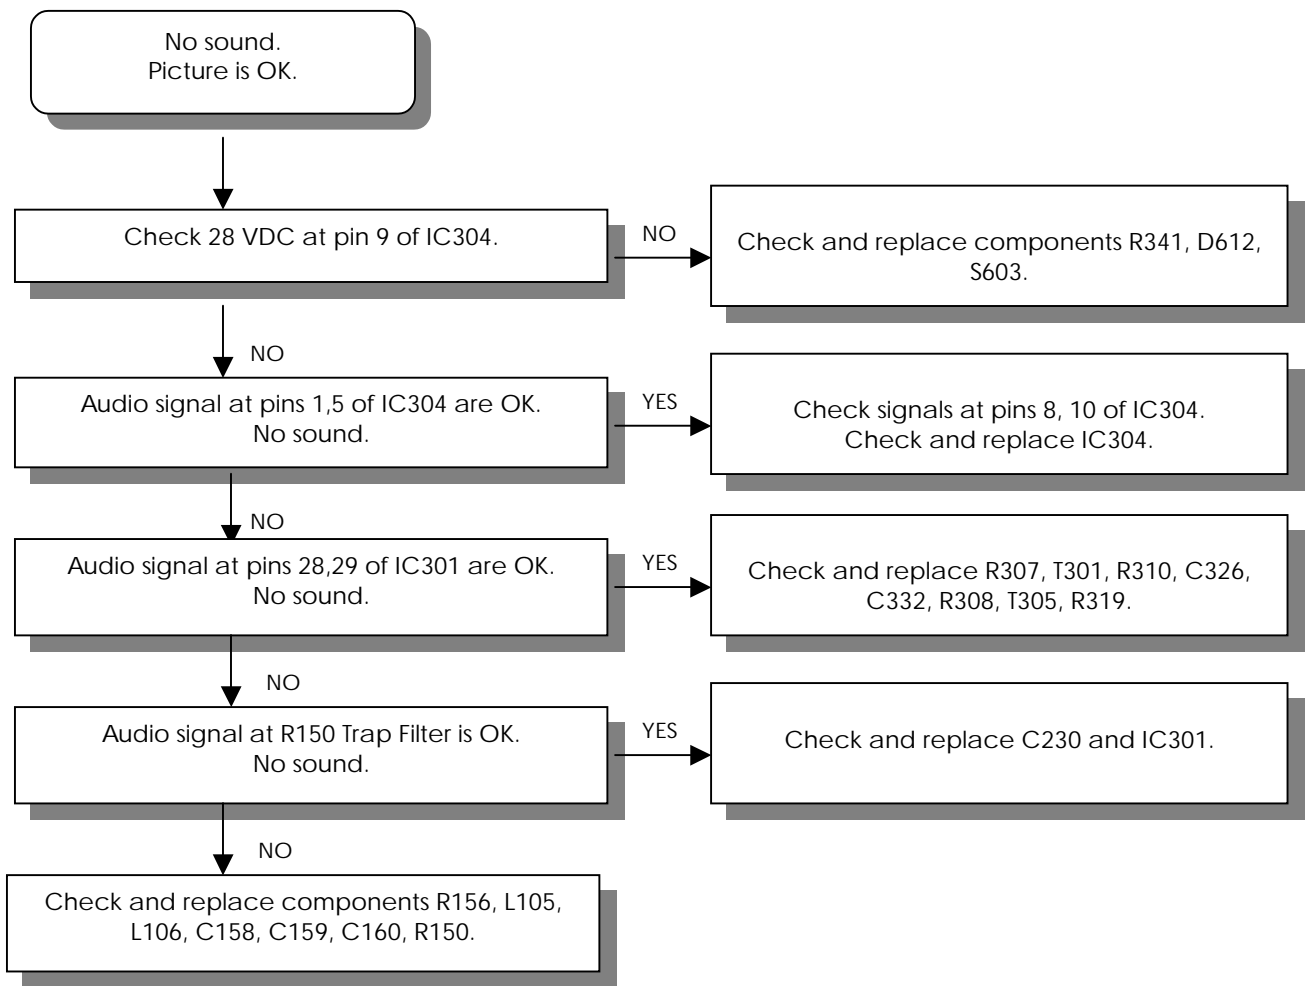 No sound.
Picture is OK.
Check 28 VDC at pin 9 of IC304.
NO
Check and replace components R341, D612,
S603.
NO
Audio signal at pins 1,5 of IC304 are OK.
No sound.
YES
Check signals at pins 8, 10 of IC304.
Check and replace IC304.
NO
Audio signal at pins 28,29 of IC301 are OK.
No sound.
YES
Check and replace R307, T301, R310, C326,
C332, R308, T305, R319.
NO
Audio signal at R150 Trap Filter is OK.
No sound.
YES
Check and replace C230 and IC301.
NO
Check and replace components R156, L105,
L106, C158, C159, C160, R150.